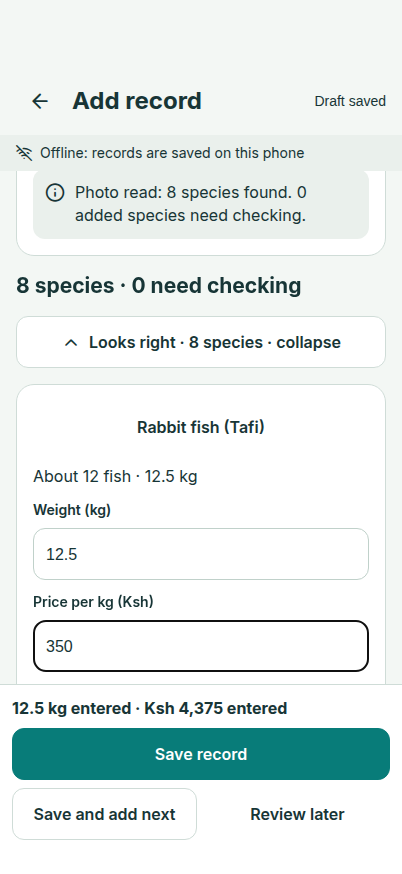 Add record
Draft saved
Offline: records are saved on this phone
Photo read: 8 species found. 0
added species need checking.
8 species · 0 need checking
Looks right · 8 species · collapse
Rabbit fish (Tafi)
About 12 fish · 12.5 kg
Weight (kg)
12.5
Price per kg (Ksh)
350
12.5 kg entered · Ksh 4,375 entered
Save record
Save and add next
Review later